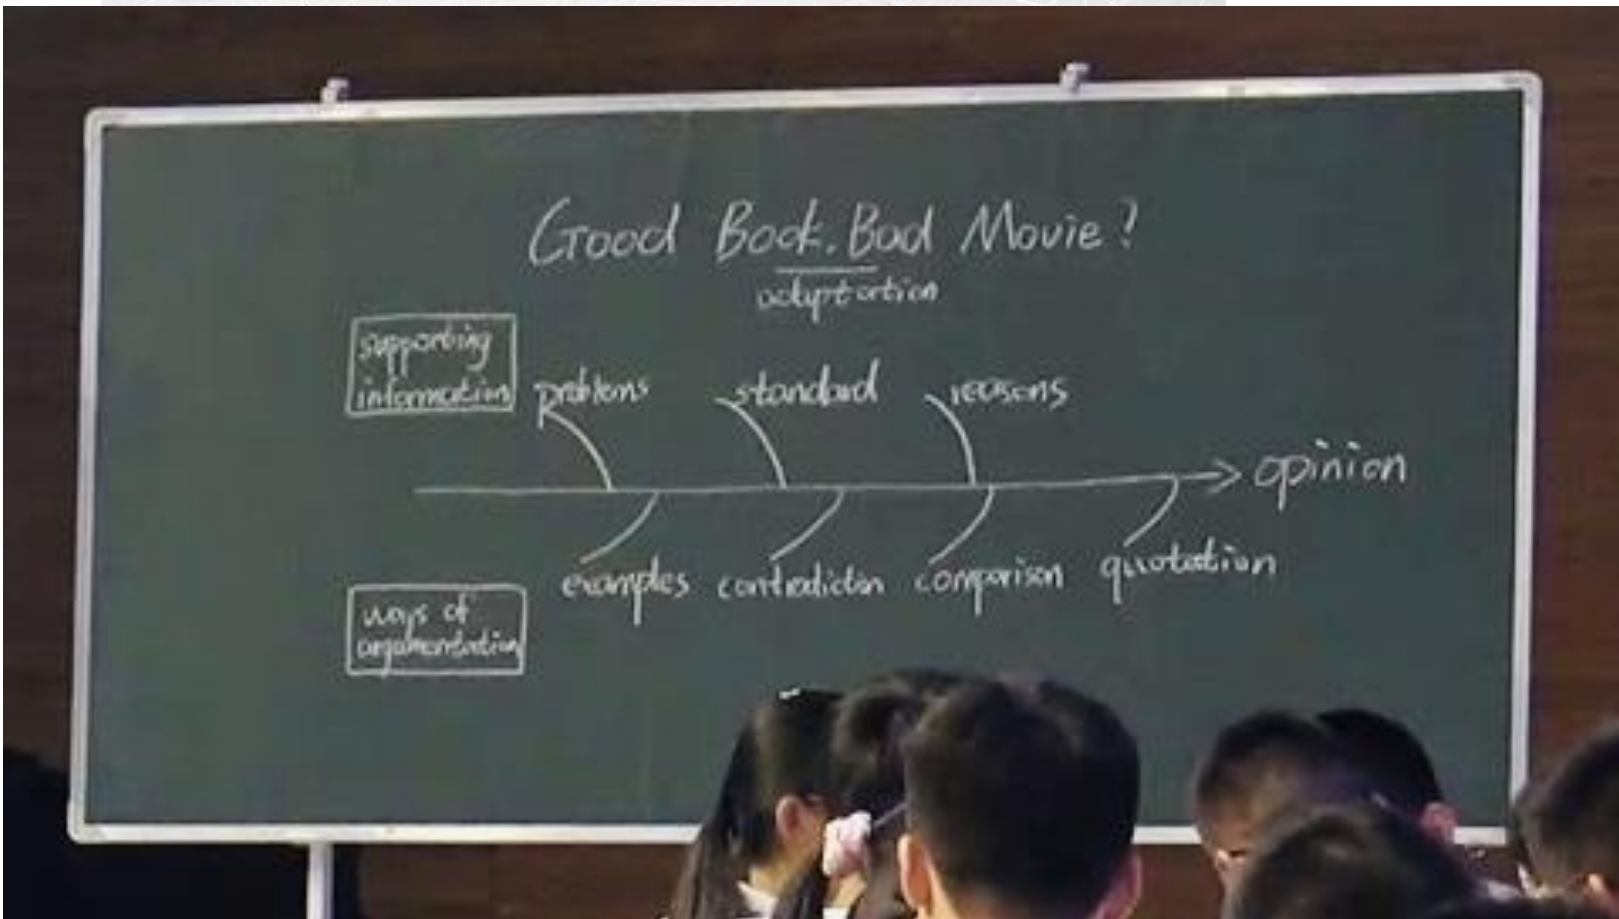 Good Book, Bad Movie?
adaptation
supporting
information
problems standard reasons
opinion
examples contradiction comparison quotation
ways of
argumentation